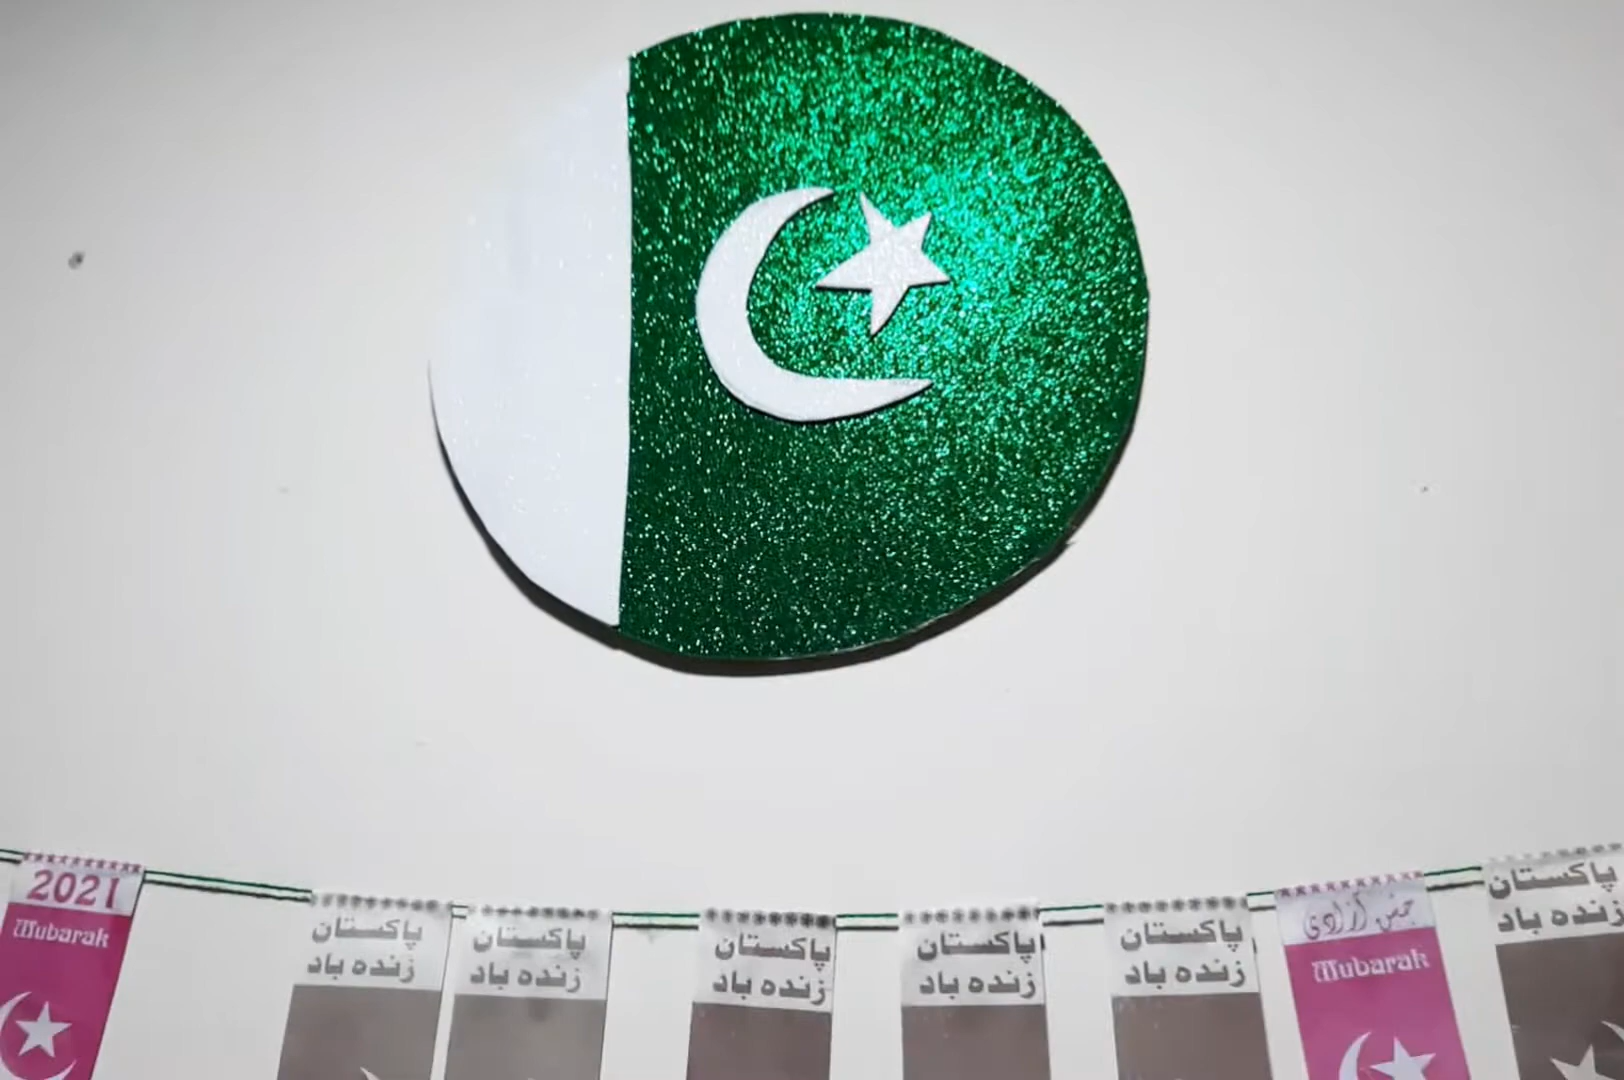 2021
Mubarak
پاکستان
زندہ باد
پاکستان
زندہ باد
پاکستان
زندہ باد
پاکستان
زندہ باد
پاکستان
زندہ باد
جشن آزادی
Mubarak
پاکستان
زندہ باد